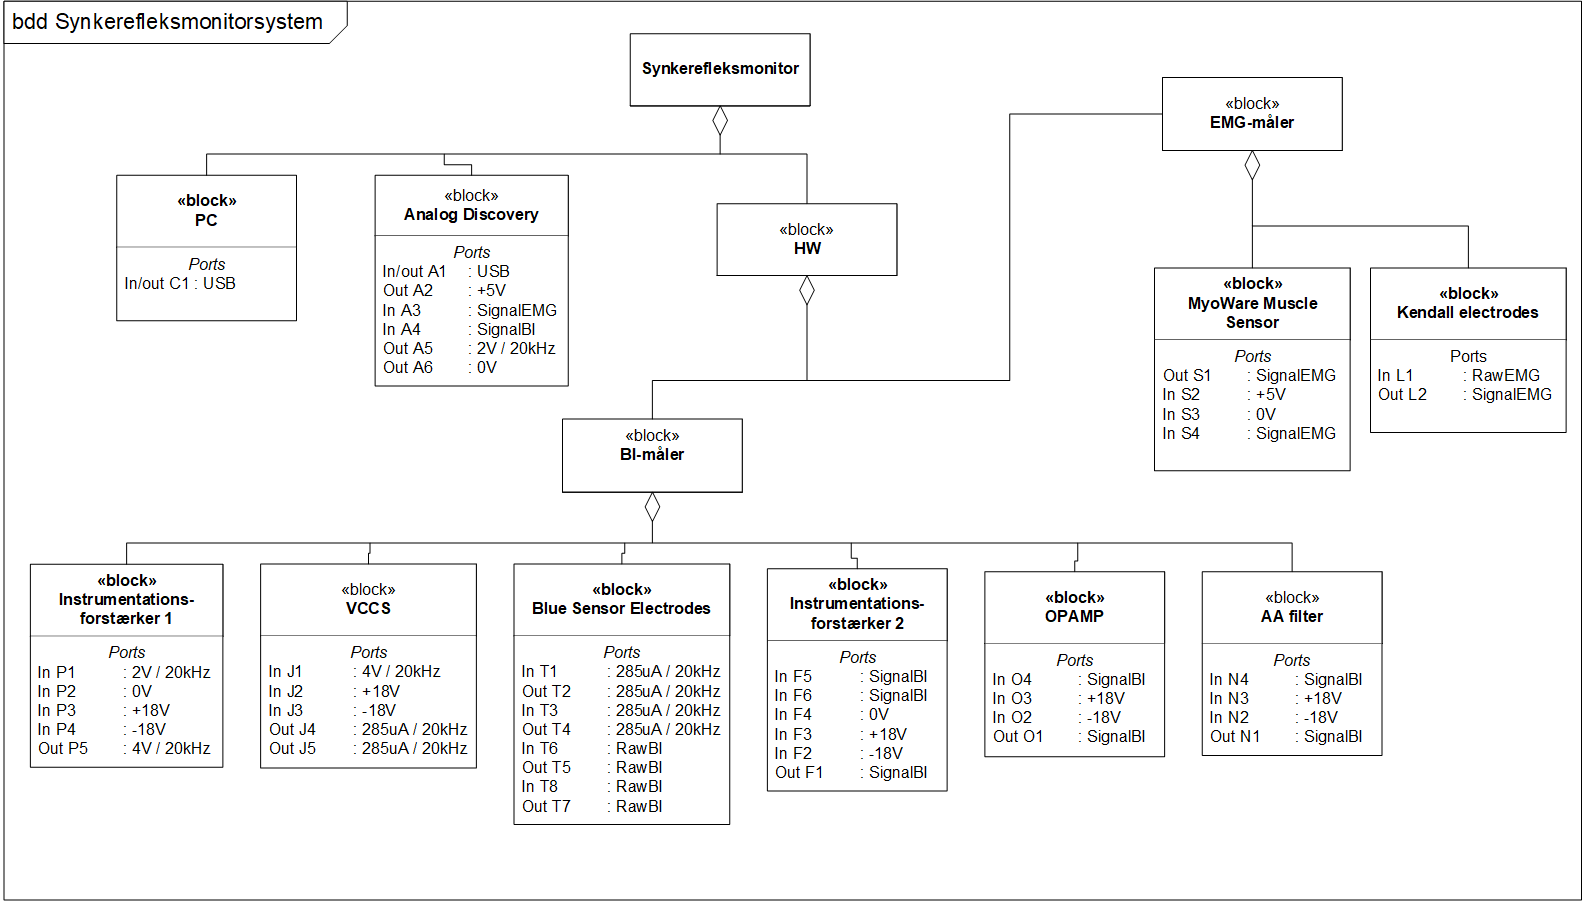 bdd Synkerefleksmonitorsystem
Synkerefleksmonitor
«block»
EMG-måler
«block»
PC
Ports
In/out C1 : USB
«block»
Analog Discovery
Ports
In/out A1 : USB
Out A2 : +5V
In A3 : SignalEMG
In A4 : SignalBI
Out A5 : 2V / 20kHz
Out A6 : 0V
«block»
HW
«block»
MyoWare Muscle
Sensor
Ports
Out S1 : SignalEMG
In S2 : +5V
In S3 : 0V
In S4 : SignalEMG
«block»
Kendall electrodes
Ports
In L1 : RawEMG
Out L2 : SignalEMG
«block»
BI-måler
«block»
Instrumentations-
forstærker 1
Ports
In P1 : 2V / 20kHz
In P2 : 0V
In P3 : +18V
In P4 : -18V
Out P5 : 4V / 20kHz
«block»
VCCS
Ports
In J1 : 4V / 20kHz
In J2 : +18V
In J3 : -18V
Out J4 : 285uA / 20kHz
Out J5 : 285uA / 20kHz
«block»
Blue Sensor Electrodes
Ports
In T1 : 285uA / 20kHz
Out T2 : 285uA / 20kHz
In T3 : 285uA / 20kHz
Out T4 : 285uA / 20kHz
In T6 : RawBI
Out T5 : RawBI
In T8 : RawBI
Out T7 : RawBI
«block»
Instrumentations-
forstærker 2
Ports
In F5 : SignalBI
In F6 : SignalBI
In F4 : 0V
In F3 : +18V
In F2 : -18V
Out F1 : SignalBI
«block»
OPAMP
Ports
In O4 : SignalBI
In O3 : +18V
In O2 : -18V
Out O1 : SignalBI
«block»
AA filter
Ports
In N4 : SignalBI
In N3 : +18V
In N2 : -18V
Out N1 : SignalBI